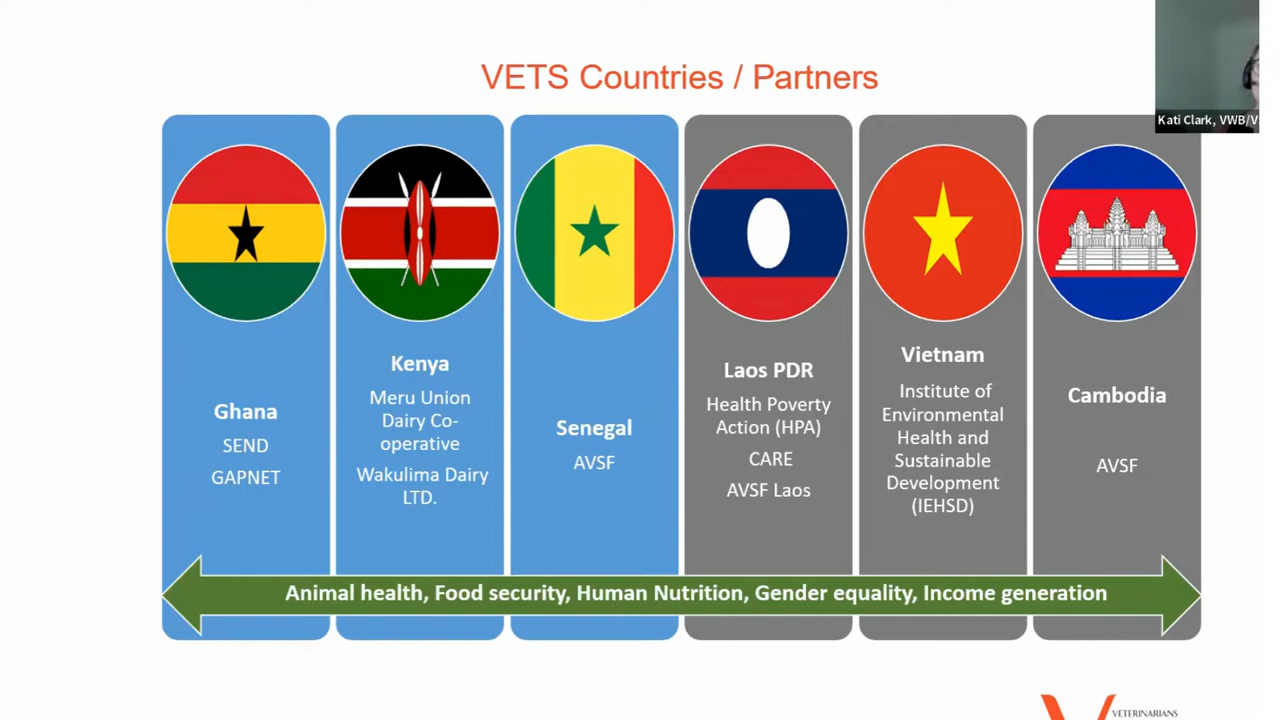 VETS Countries / Partners
Kati Clark, VWB/V
Ghana
SEND
GAPNET
Kenya
Meru Union
Dairy Co-
operative
Wakulima Dairy
LTD.
Senegal
AVSF
Laos PDR
Health Poverty
Action (HPA)
CARE
AVSF Laos
Vietnam
Institute of
Environmental
Health and
Sustainable
Development
(IEHSD)
Cambodia
AVSF
Animal health, Food security, Human Nutrition, Gender equality, Income generation
VETERINARIANS